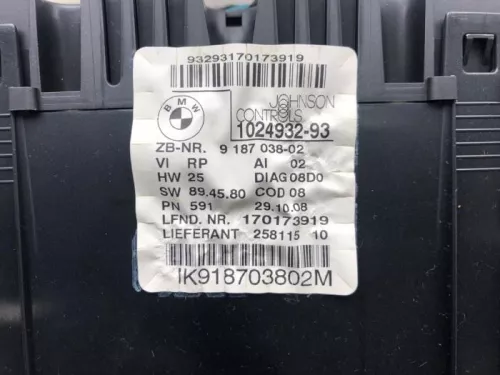 93293170173919
BMW
JOHNSON
CONTROLS
1024932-93
ZB-NR. 9 187 038-02
VI RP AI 02
HW 25 DIAG 08D0
SW 89.45.80 COD 08
PN 591 29.10.08
LFND. NR. 170173919
LIEFERANT 258115 10
IK918703802M